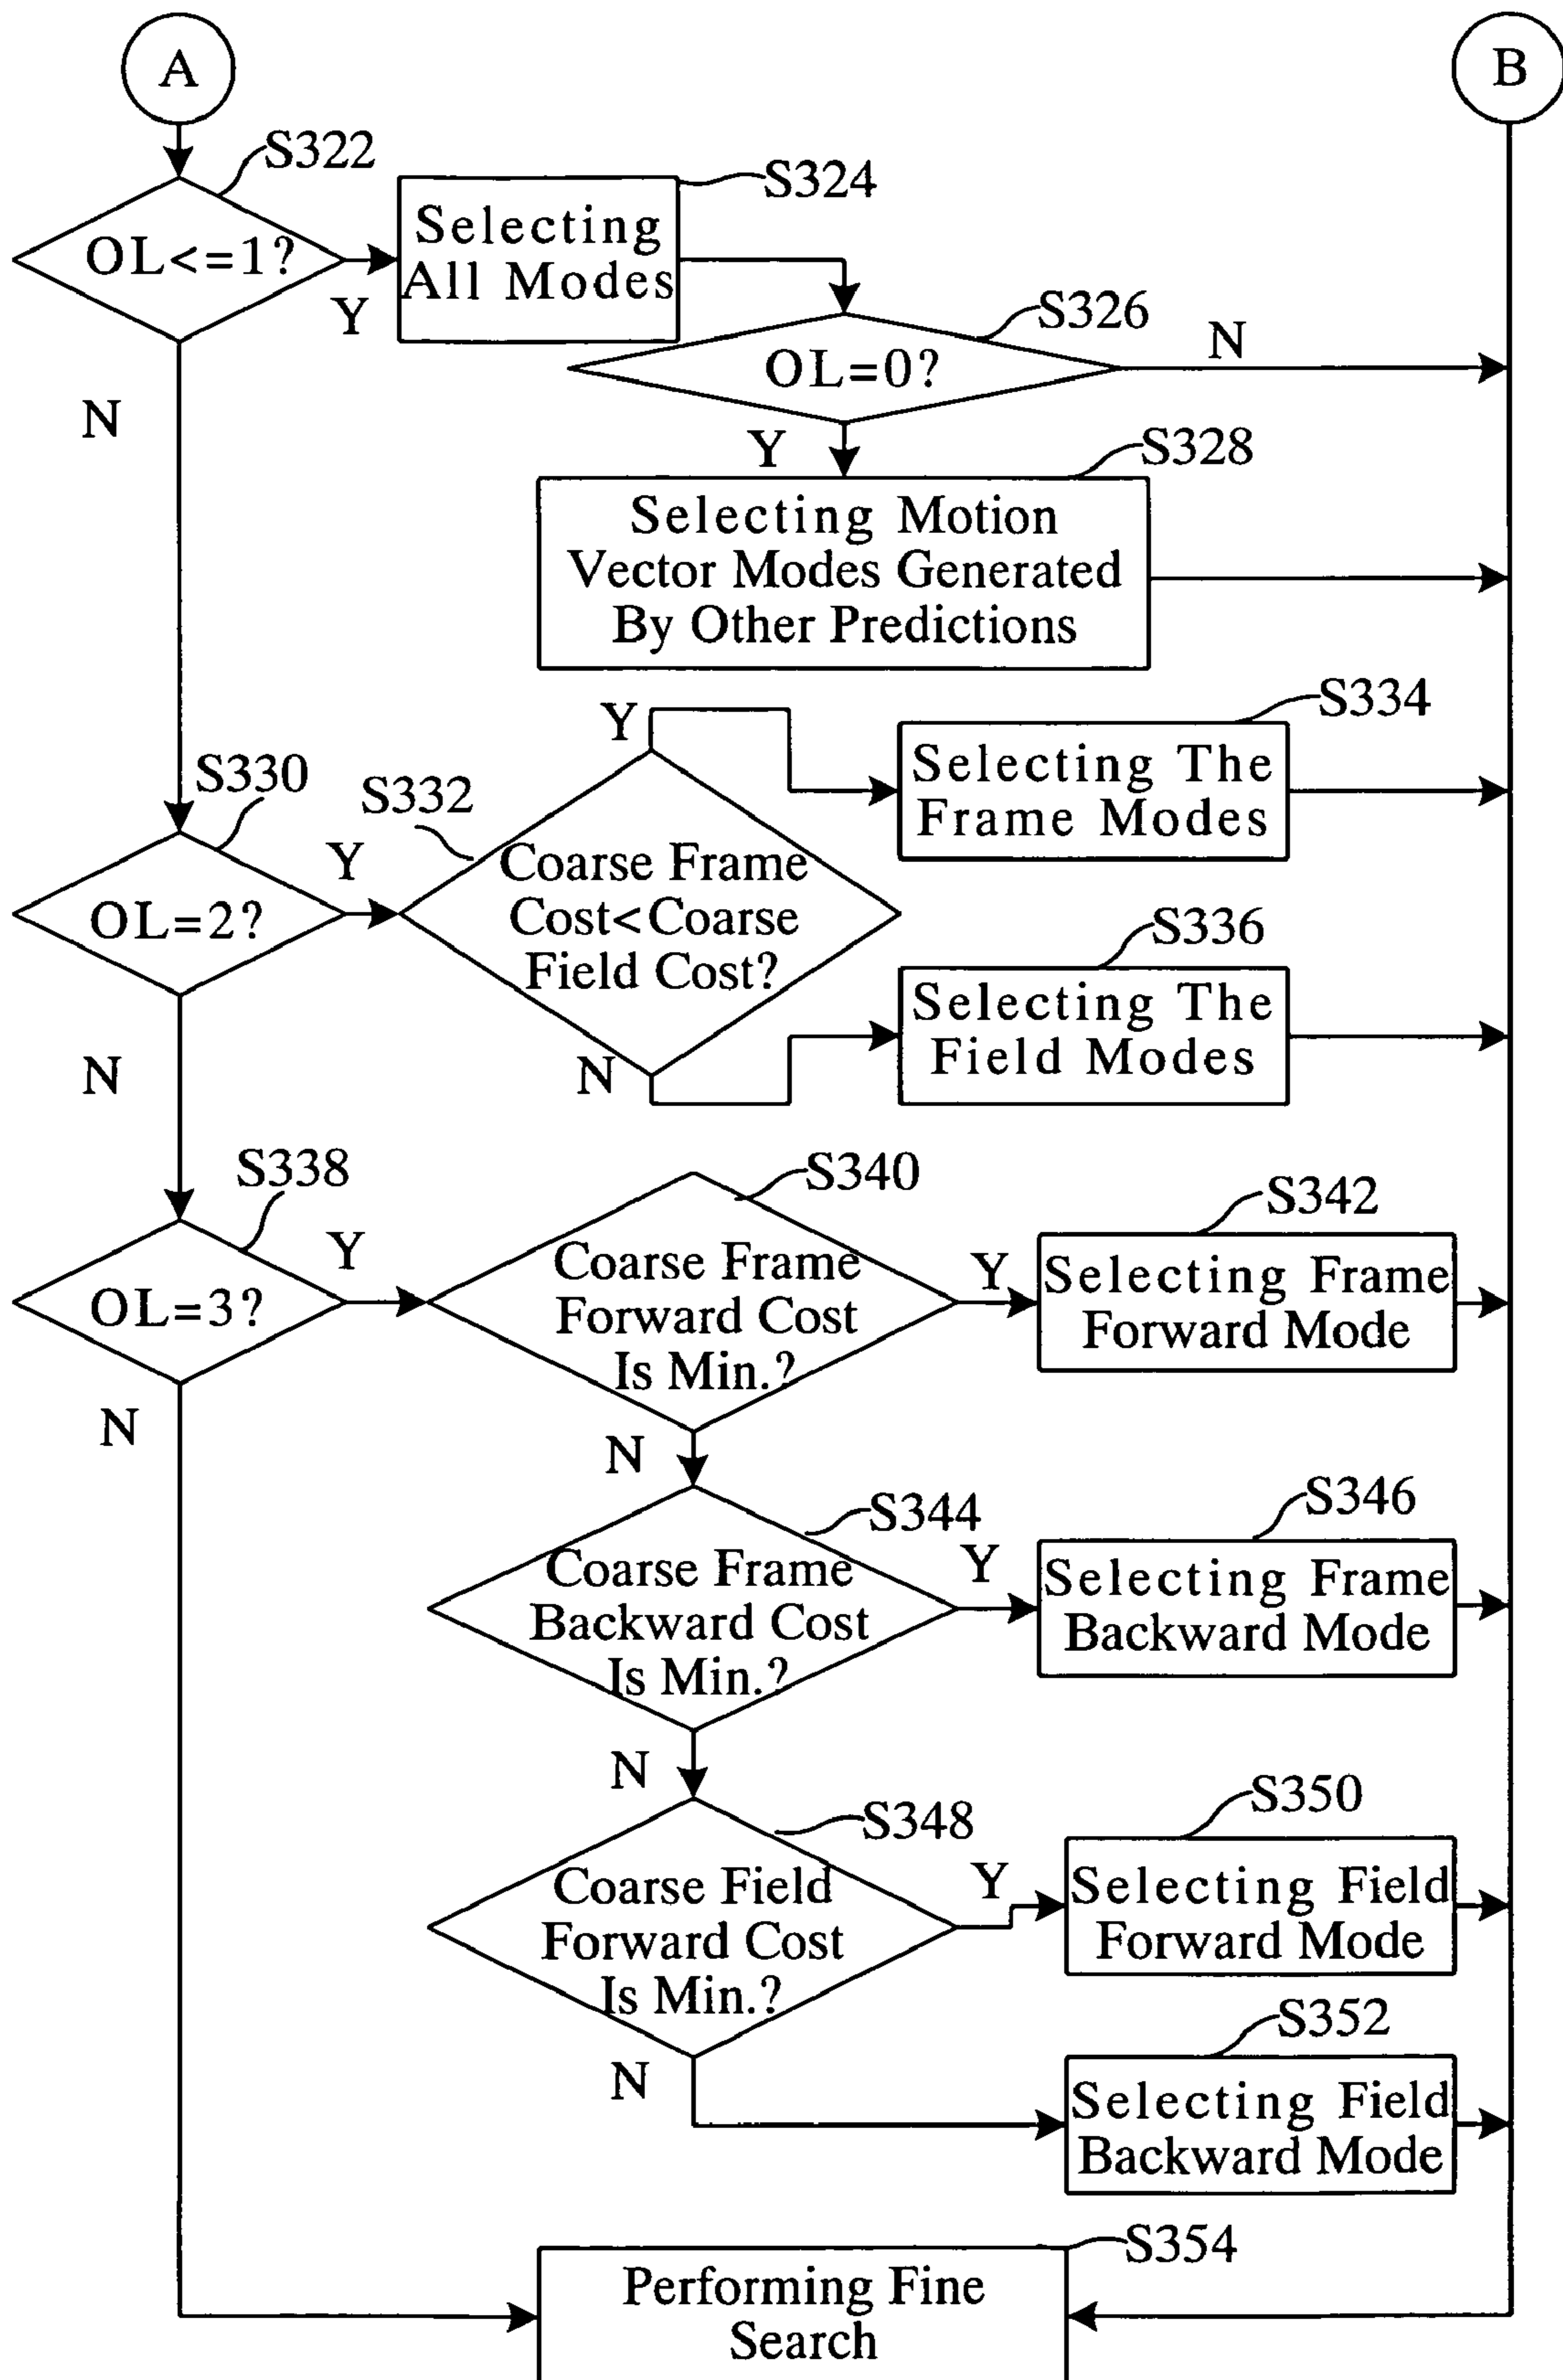 A
B
S322
OL<=1?
Y
N
S324
Selecting
All Modes
S326
OL=0?
N
Y
S328
Selecting Motion
Vector Modes Generated
By Other Predictions
S330
OL=2?
Y
N
S332
Coarse Frame
Cost<Coarse
Field Cost?
Y
N
S334
Selecting The
Frame Modes
S336
Selecting The
Field Modes
S338
OL=3?
Y
N
S340
Coarse Frame
Forward Cost
Is Min.?
Y
N
S342
Selecting Frame
Forward Mode
S344
Coarse Frame
Backward Cost
Is Min.?
Y
N
S346
Selecting Frame
Backward Mode
S348
Coarse Field
Forward Cost
Is Min.?
Y
N
S350
Selecting Field
Forward Mode
S352
Selecting Field
Backward Mode
S354
Performing Fine
Search